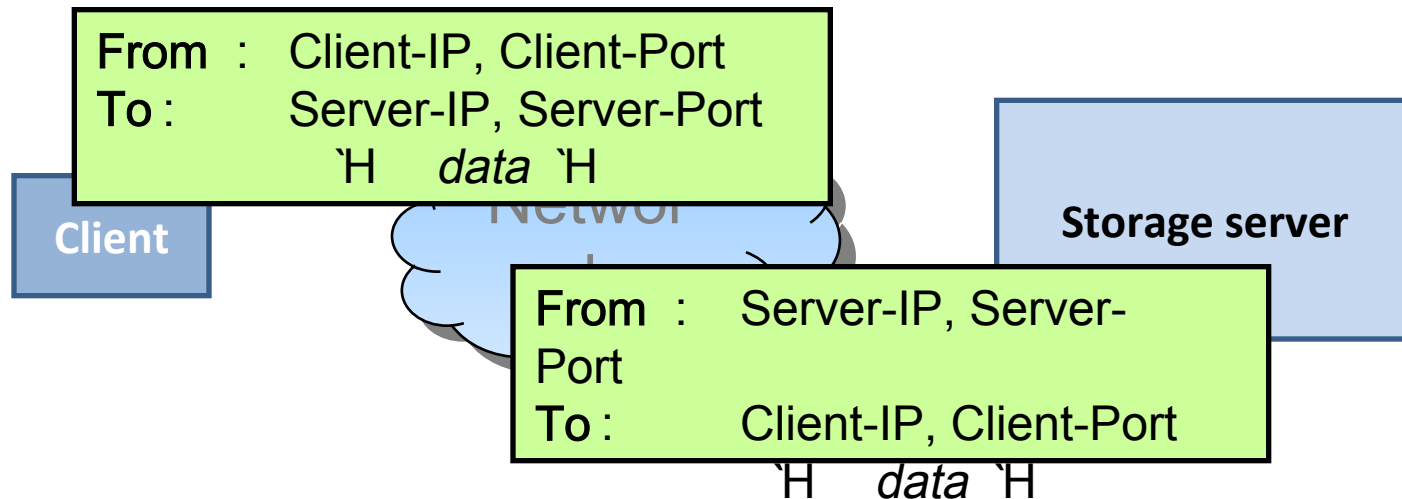 From : Client-IP, Client-Port
To : Server-IP, Server-Port
`H data `H
Client
Networ
Storage server
From : Server-IP, Server-
Port
To : Client-IP, Client-Port
`H data `H